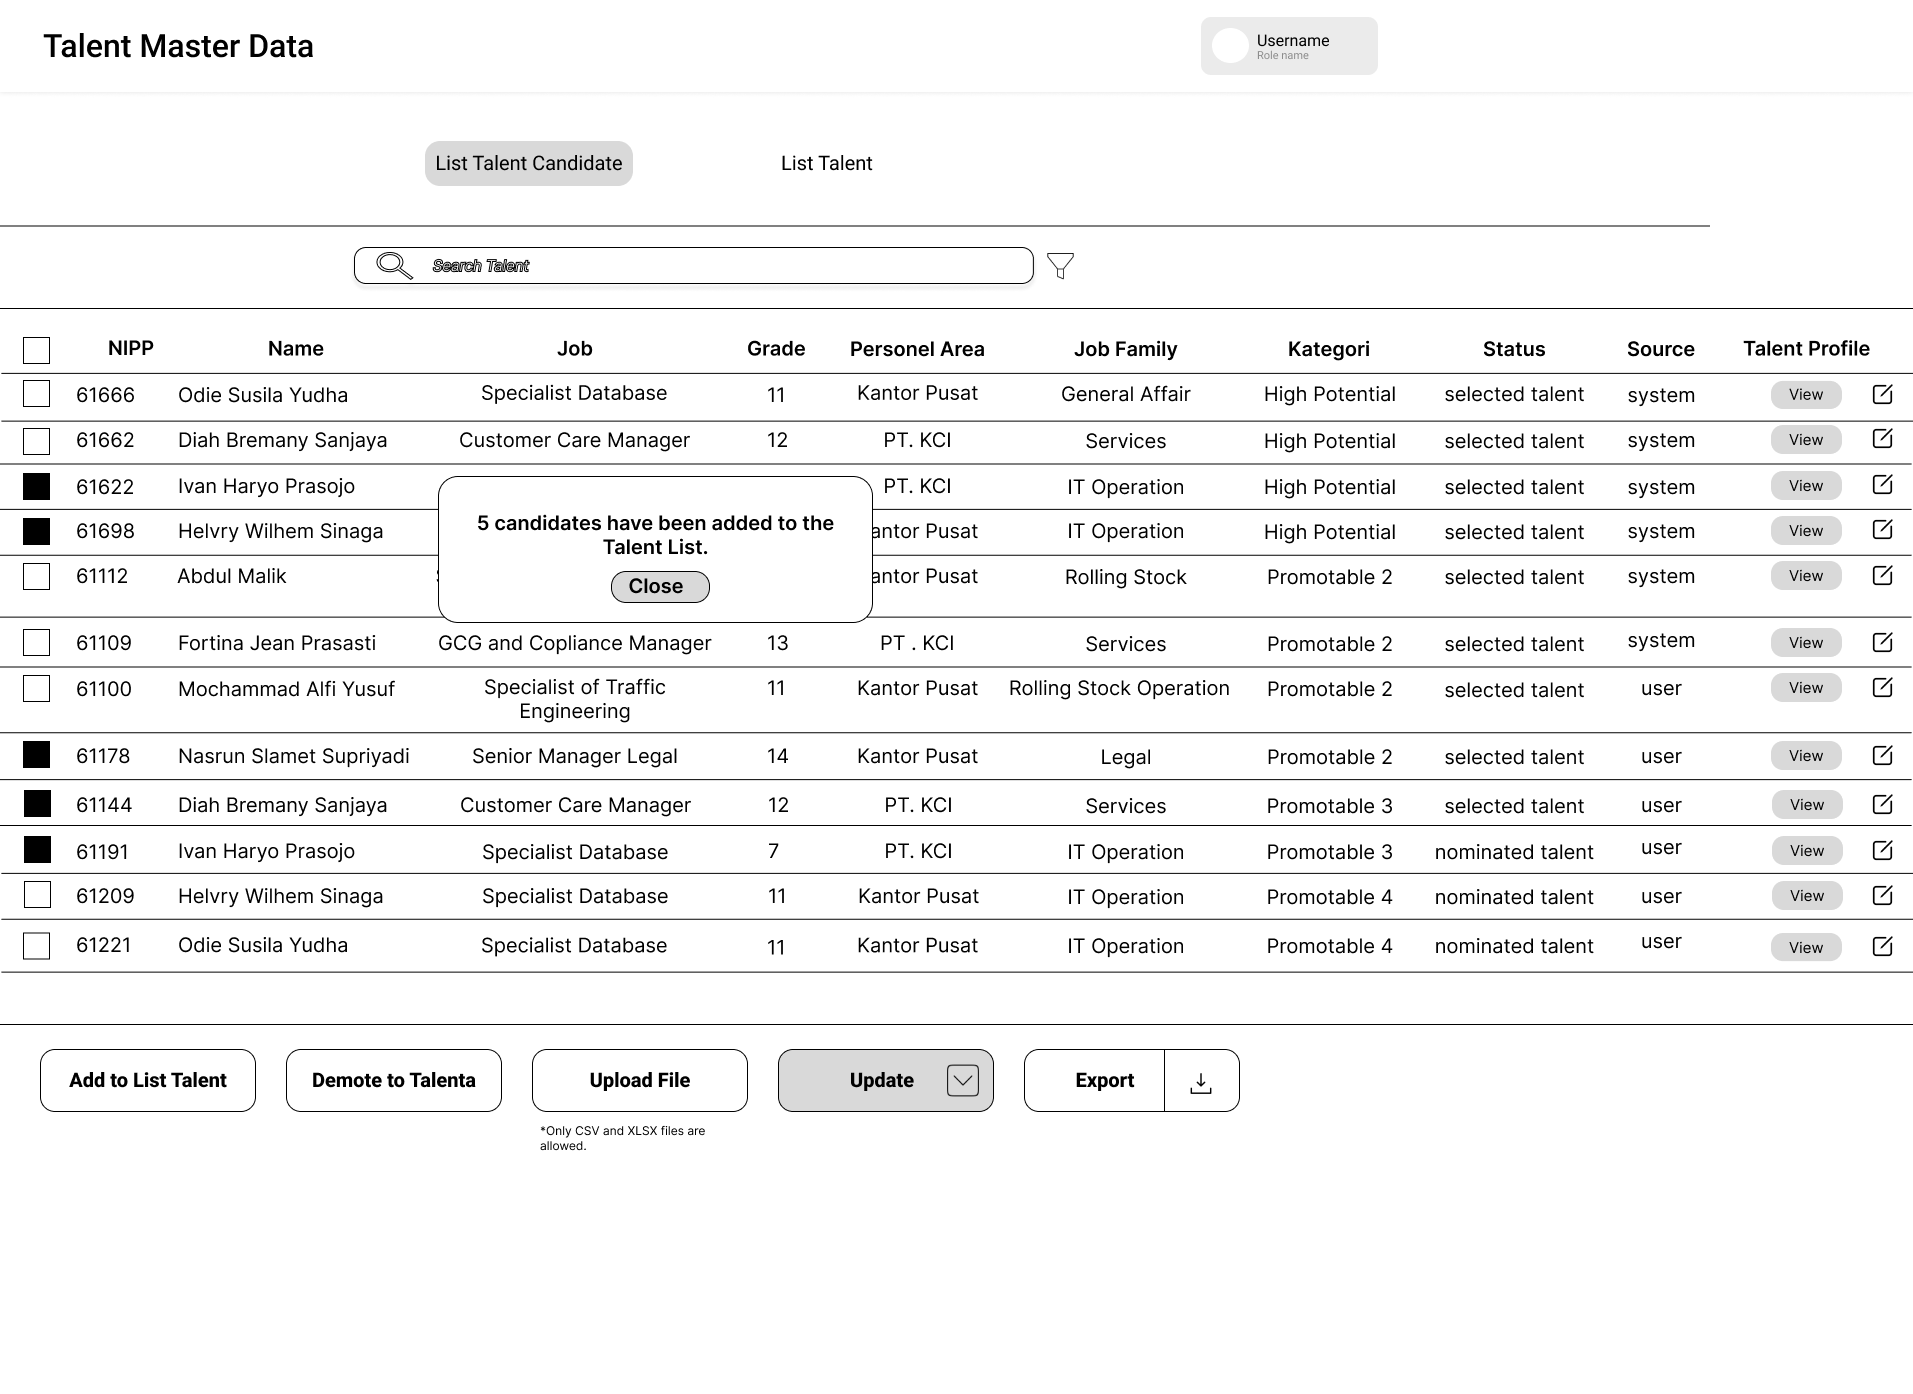 Talent Master Data
Username
Role name
List Talent Candidate
List Talent
Search Talent
NIPP Name Job Grade Personel Area Job Family Kategori Status Source Talent Profile
61666 Odie Susila Yudha Specialist Database 11 Kantor Pusat General Affair High Potential selected talent system View
61662 Diah Bremany Sanjaya Customer Care Manager 12 PT. KCI Services High Potential selected talent system View
61622 Ivan Haryo Prasojo PT. KCI IT Operation High Potential selected talent system View
61698 Helvry Wilhem Sinaga antor Pusat IT Operation High Potential selected talent system View
61112 Abdul Malik antor Pusat Rolling Stock Promotable 2 selected talent system View
5 candidates have been added to the
Talent List.
Close
61109 Fortina Jean Prasasti GCG and Copliance Manager 13 PT . KCI Services Promotable 2 selected talent system View
61100 Mochammad Alfi Yusuf Specialist of Traffic 11 Kantor Pusat Rolling Stock Operation Promotable 2 selected talent user View
Engineering
61178 Nasrun Slamet Supriyadi Senior Manager Legal 14 Kantor Pusat Legal Promotable 2 selected talent user View
61144 Diah Bremany Sanjaya Customer Care Manager 12 PT. KCI Services Promotable 3 selected talent user View
61191 Ivan Haryo Prasojo Specialist Database 7 PT. KCI IT Operation Promotable 3 nominated talent user View
61209 Helvry Wilhem Sinaga Specialist Database 11 Kantor Pusat IT Operation Promotable 4 nominated talent user View
61221 Odie Susila Yudha Specialist Database 11 Kantor Pusat IT Operation Promotable 4 nominated talent user View
Add to List Talent
Demote to Talenta
Upload File
Update
Export
*Only CSV and XLSX files are
allowed.